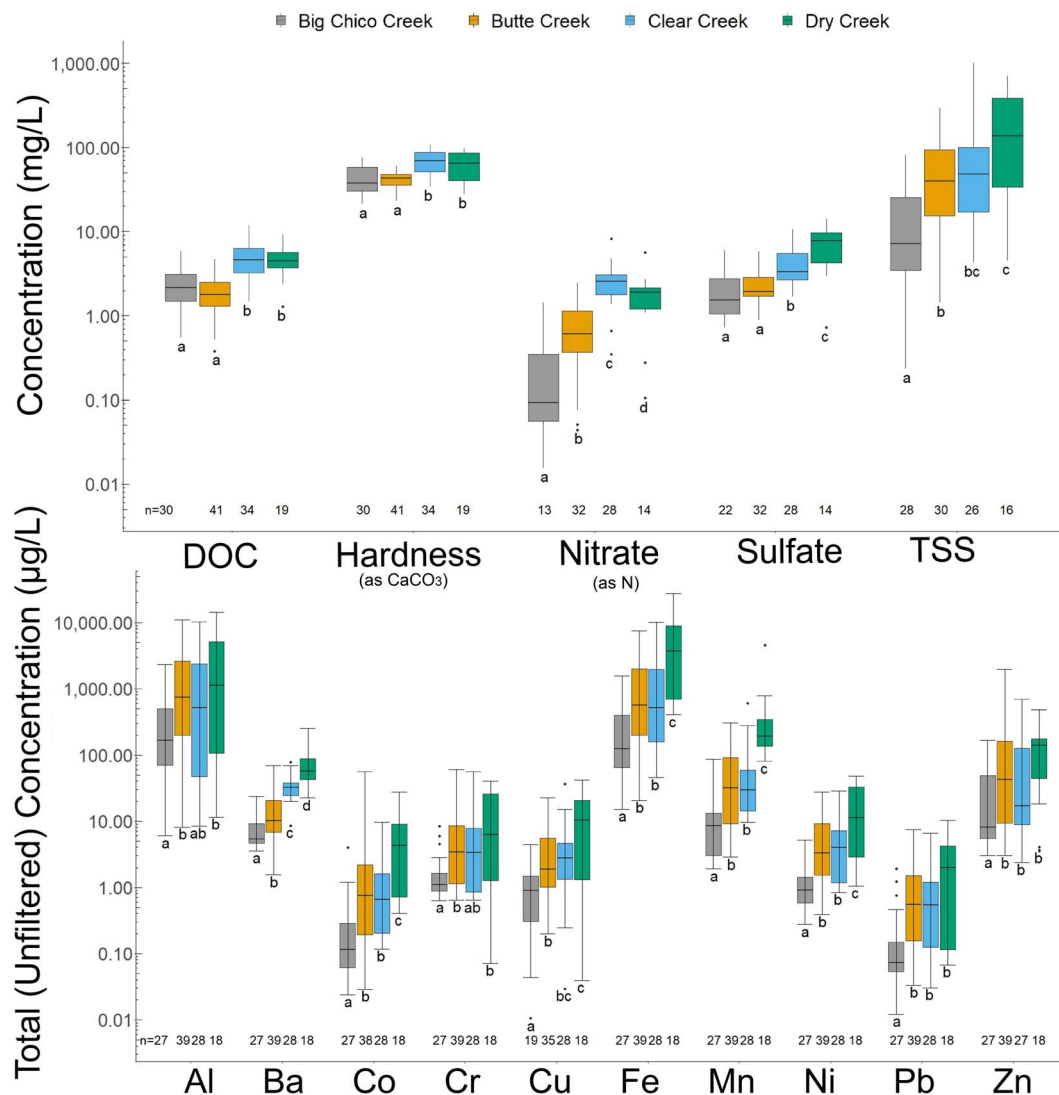 Big Chico Creek Butte Creek Clear Creek Dry Creek
Concentration (mg/L)
1,000.00
100.00
10.00
1.00
0.10
0.01
a a b b
a a b b
a b c d
a a b c
a b bc c
n=30 41 34 19 30 41 34 19 13 32 28 14 22 32 28 14 28 30 26 16
DOC Hardness Nitrate Sulfate TSS
(as CaCO3) (as N)
Total (Unfiltered) Concentration (µg/L)
10,000.00
1,000.00
100.00
10.00
1.00
0.10
0.01
a b ab b
a b c d
a b b c
a b ab b
a b bc c
a b b c
a b b c
a b b c
a b b b
a b b b
n=27 39 28 18 27 39 28 18 27 38 28 18 27 39 28 18 19 35 28 18 27 39 28 18 27 39 28 18 27 39 28 18 27 39 28 18 27 39 27 18
Al Ba Co Cr Cu Fe Mn Ni Pb Zn